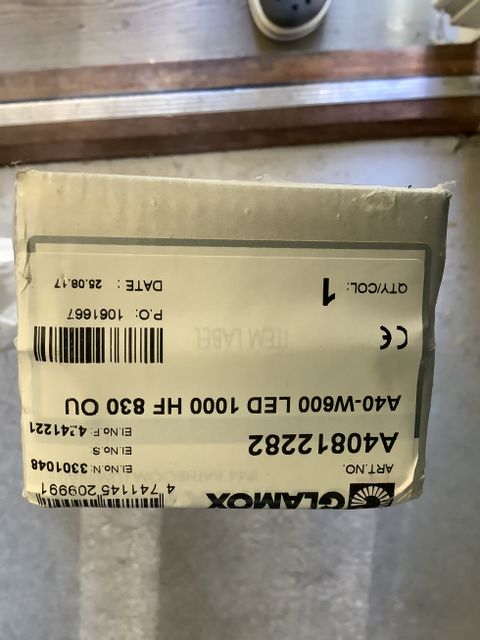 GLAMOX
4 741145 209991
ART.NO.
A40812282
El.No.N: 3301048
El.No.S:
El.No.F: 4241221
A40-W600 LED 1000 HF 830 OU
CE
ITEM LABEL
P.O: 1061667
QTY/COL: 1
DATE : 25.08.17